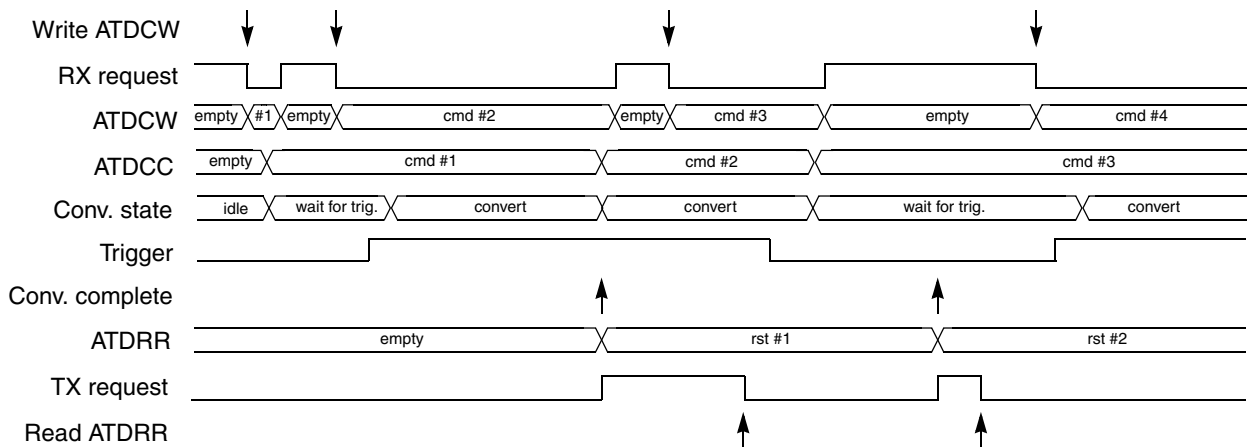 Write ATDCW
RX request
ATDCW empty #1 empty cmd #2 empty cmd #3 empty cmd #4
ATDCC empty cmd #1 cmd #2 cmd #3
Conv. state idle wait for trig. convert convert wait for trig. convert
Trigger
Conv. complete
ATDRR empty rst #1 rst #2
TX request
Read ATDRR